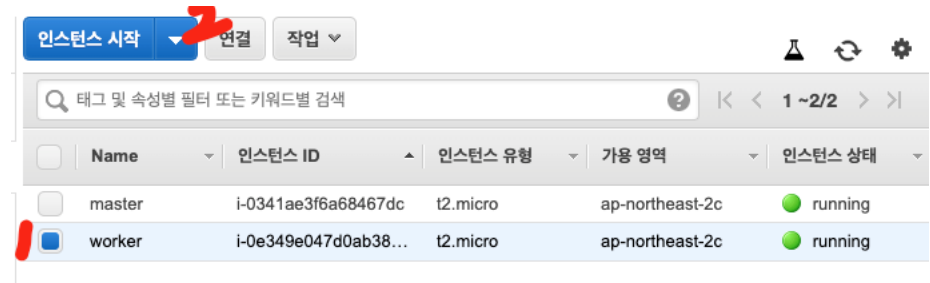 2
인스턴스 시작 연결 작업
태그 및 속성별 필터 또는 키워드별 검색 ? |< < 1 ~2/2 > >|
Name 인스턴스 ID 인스턴스 유형 가용 영역 인스턴스 상태
master i-0341ae3f6a68467dc t2.micro ap-northeast-2c running
1 worker i-0e349e047d0ab38... t2.micro ap-northeast-2c running